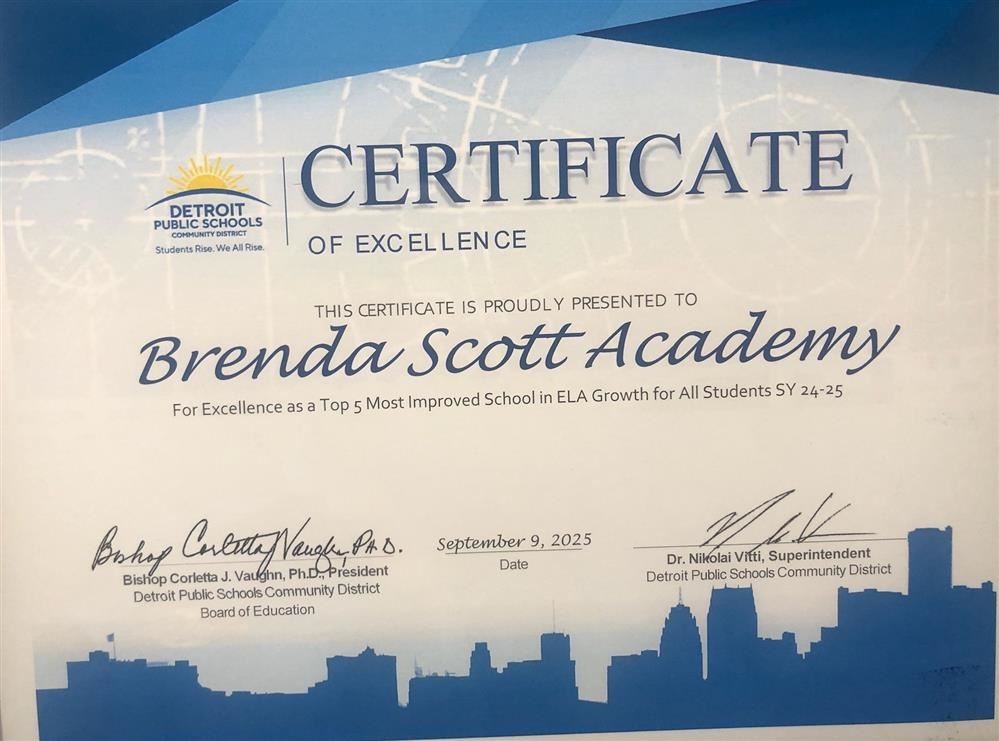 DETROIT
PUBLIC SCHOOLS
COMMUNITY DISTRICT
Students Rise. We All Rise.
CERTIFICATE
OF EXCELLENCE
THIS CERTIFICATE IS PROUDLY PRESENTED TO
Brenda Scott Academy
For Excellence as a Top 5 Most Improved School in ELA Growth for All Students SY 24-25
Bishop Corletta J Vaughn, Ph.D.
Bishop Corletta J. Vaughn, Ph.D., President
Detroit Public Schools Community District
Board of Education
September 9, 2025
Date
Dr. Nikolai Vitti, Superintendent
Detroit Public Schools Community District